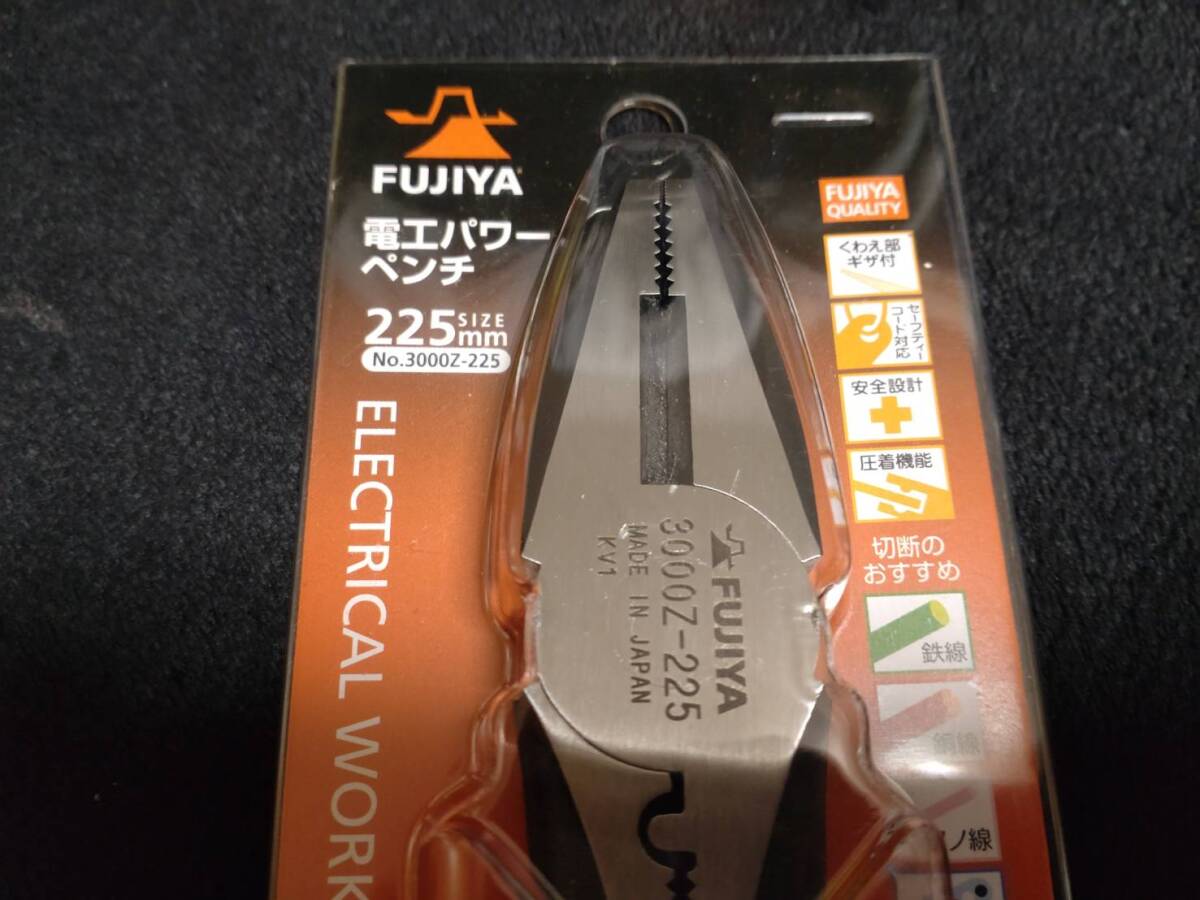 FUJIYA
電工パワー
ペンチ
225mm SIZE
No.3000Z-225
ELECTRICAL WORK
FUJIYA
QUALITY
くわえ部
ギザ付
セーフティー
コード対応
安全設計
圧着機能
切断の
おすすめ
鉄線
銅線
ノ線
FUJIYA
3000Z-225
MADE IN JAPAN
KV1